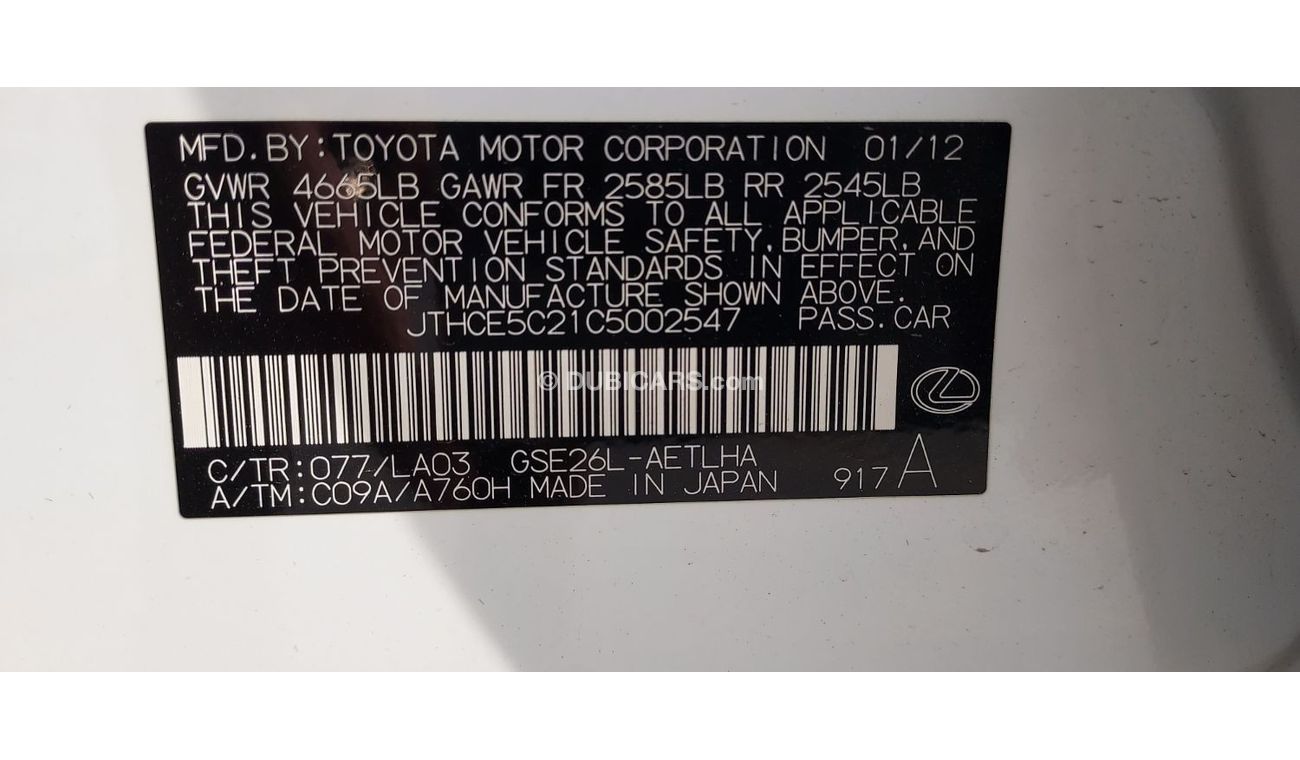 MFD.BY:TOYOTA MOTOR CORPORATION 01/12
GVWR 4665LB GAWR FR 2585LB RR 2545LB
THIS VEHICLE CONFORMS TO ALL APPLICABLE
FEDERAL MOTOR VEHICLE SAFETY,BUMPER,AND
THEFT PREVENTION STANDARDS IN EFFECT ON
THE DATE OF MANUFACTURE SHOWN ABOVE.
JTHCE5C21C5002547 PASS.CAR
© DUBICARS.com
C/TR:077/LA03 GSE26L-AETLHA
A/TM:C09A/A760H MADE IN JAPAN 917A